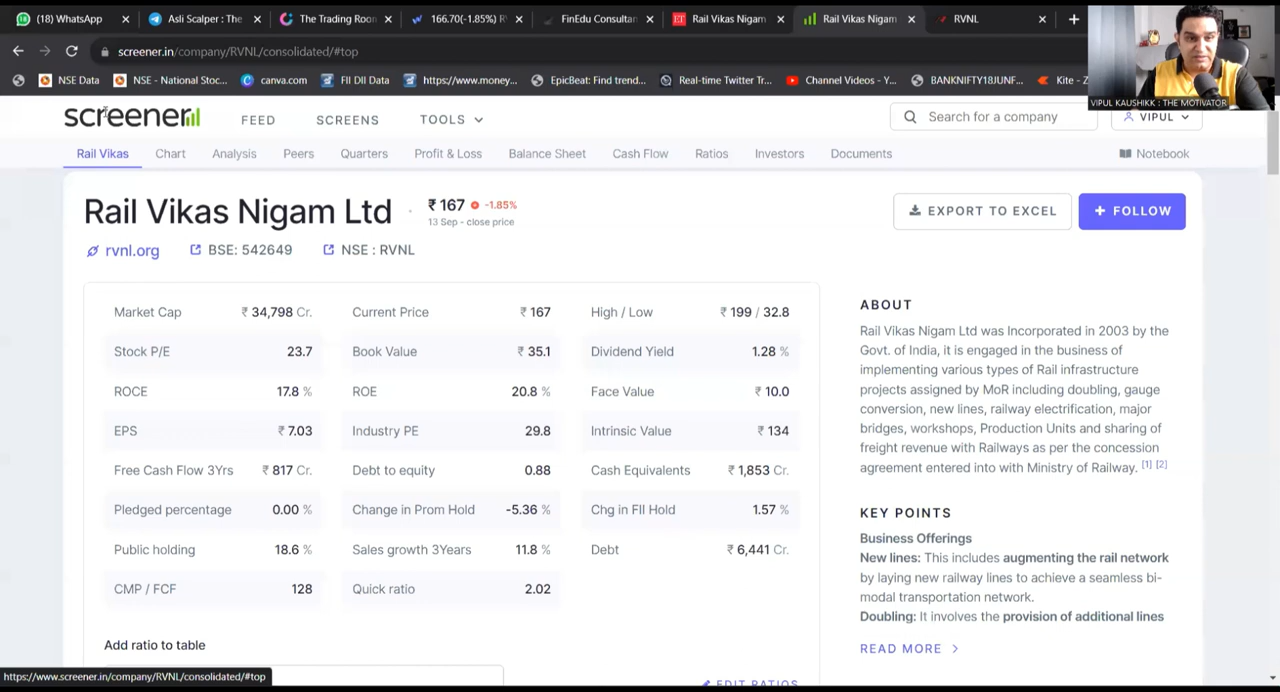 (18) WhatsApp
Asli Scalper : The
The Trading Roon
166.70(-1.85%) R
FinEdu Consultan
ET Rail Vikas Nigam
Rail Vikas Nigam
RVNL
screener.in/company/RVNL/consolidated/#top
NSE Data
NSE - National Stoc...
canva.com
FII DII Data
https://www.money...
EpicBeat: Find trend...
Real-time Twitter Tr...
Channel Videos - Y...
BANKNIFTY18JUNF...
Kite - Z
VIPUL KAUSHIKK : THE MOTIVATOR
screener
FEED
SCREENS
TOOLS
Search for a company
VIPUL
Rail Vikas
Chart
Analysis
Peers
Quarters
Profit & Loss
Balance Sheet
Cash Flow
Ratios
Investors
Documents
Notebook
Rail Vikas Nigam Ltd
₹ 167 -1.85%
13 Sep - close price
EXPORT TO EXCEL
+ FOLLOW
rvnl.org
BSE: 542649
NSE : RVNL
Market Cap ₹ 34,798 Cr.
Current Price ₹ 167
High / Low ₹ 199 / 32.8
Stock P/E 23.7
Book Value ₹ 35.1
Dividend Yield 1.28 %
ROCE 17.8 %
ROE 20.8 %
Face Value ₹ 10.0
EPS ₹ 7.03
Industry PE 29.8
Intrinsic Value ₹ 134
Free Cash Flow 3Yrs ₹ 817 Cr.
Debt to equity 0.88
Cash Equivalents ₹ 1,853 Cr.
Pledged percentage 0.00 %
Change in Prom Hold -5.36 %
Chg in FII Hold 1.57 %
Public holding 18.6 %
Sales growth 3Years 11.8 %
Debt ₹ 6,441 Cr.
CMP / FCF 128
Quick ratio 2.02
Add ratio to table
EDIT RATIOS
ABOUT
Rail Vikas Nigam Ltd was Incorporated in 2003 by the
Govt. of India, it is engaged in the business of
implementing various types of Rail infrastructure
projects assigned by MoR including doubling, gauge
conversion, new lines, railway electrification, major
bridges, workshops, Production Units and sharing of
freight revenue with Railways as per the concession
agreement entered into with Ministry of Railway. [1] [2]
KEY POINTS
Business Offerings
New lines: This includes augmenting the rail network
by laying new railway lines to achieve a seamless bi-
modal transportation network.
Doubling: It involves the provision of additional lines
READ MORE >
https://www.screener.in/company/RVNL/consolidated/#top